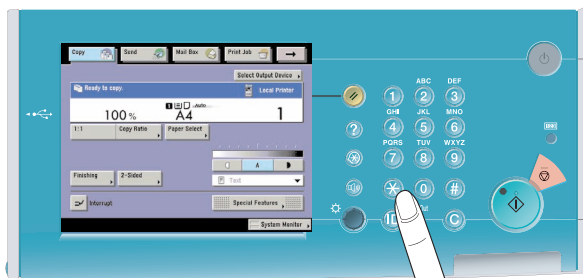 Copy Send Mail Box Print Job
Select Output Device
Ready to copy. Local Printer
100 % A4 1
1:1 Copy Ratio Paper Select
A
Finishing 2-Sided
Text
Interrupt Special Features
System Monitor
ABC DEF
1 2 3
GHI JKL MNO
? 4 5 6
PQRS TUV WXYZ
7 8 9
0 #
ID C